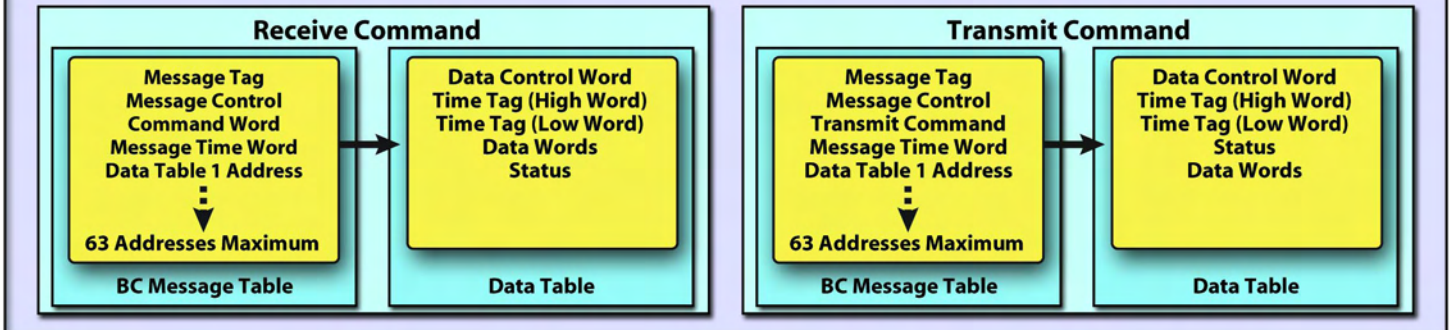 Receive Command
Message Tag
Message Control
Command Word
Message Time Word
Data Table 1 Address
63 Addresses Maximum
BC Message Table
Data Control Word
Time Tag (High Word)
Time Tag (Low Word)
Data Words
Status
Data Table
Transmit Command
Message Tag
Message Control
Transmit Command
Message Time Word
Data Table 1 Address
63 Addresses Maximum
BC Message Table
Data Control Word
Time Tag (High Word)
Time Tag (Low Word)
Status
Data Words
Data Table